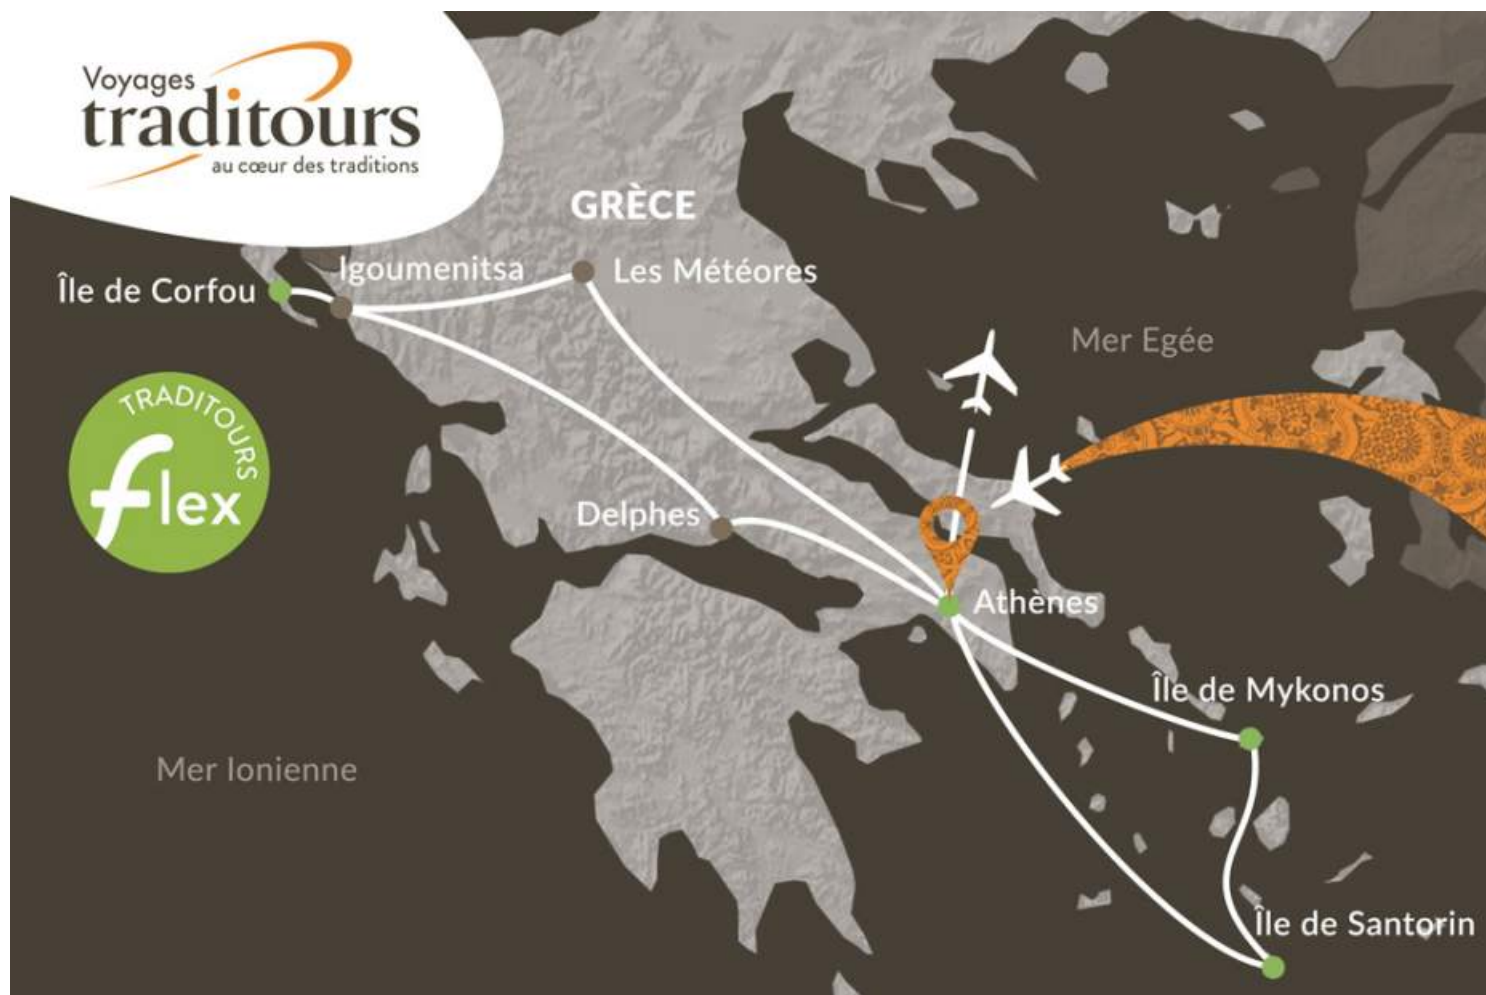 Voyages
traditours
au cœur des traditions
GRÈCE
Igoumenitsa
Les Météores
Île de Corfou
Mer Egée
TRADITOURS
flex
Delphes
Athènes
Île de Mykonos
Mer Ionienne
Île de Santorin